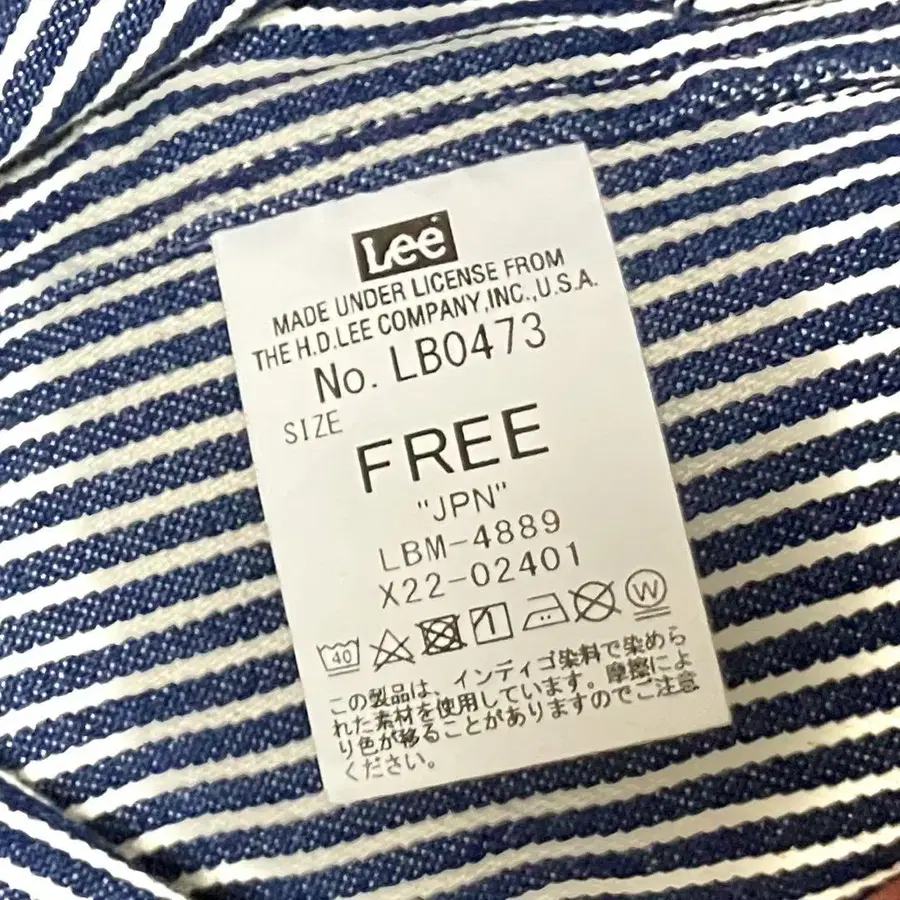 Lee
MADE UNDER LICENSE FROM
THE H.D.LEE COMPANY,INC.,U.S.A.
No. LB0473
SIZE
FREE
"JPN"
LBM-4889
X22-02401
40 W
この製品は、インディゴ染料で染めら
れた素材を使用しています。摩擦によ
り色が移ることがありますのでご注意
ください。